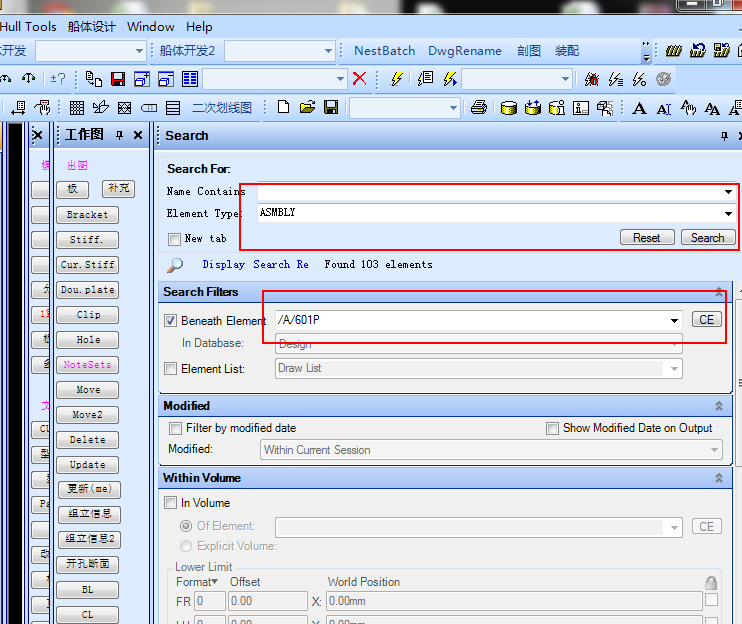 Hull Tools 船体设计 Window Help
开发 船体开发2 NestBatch DwgRename 剖图 装配
±?
二次划线图
工作图
Search
出图
板 补充
Bracket
Stiff.
Cur.Stiff
Dou.plate
Clip
Hole
NoteSets
Move
Move2
Delete
Update
更新(me)
组立信息
组立信息2
开孔断面
BL
CL
Search For:
Name Contains
Element Type:
ASMBLY
New tab
Reset
Search
Display Search Re Found 103 elements
Search Filters
Beneath Element
/A/601P
CE
In Database:
Design
Element List:
Draw List
Modified
Filter by modified date
Show Modified Date on Output
Modified:
Within Current Session
Within Volume
In Volume
Of Element:
CE
Explicit Volume:
Lower Limit
Format Offset World Position
FR 0 0.00 X: 0.00mm